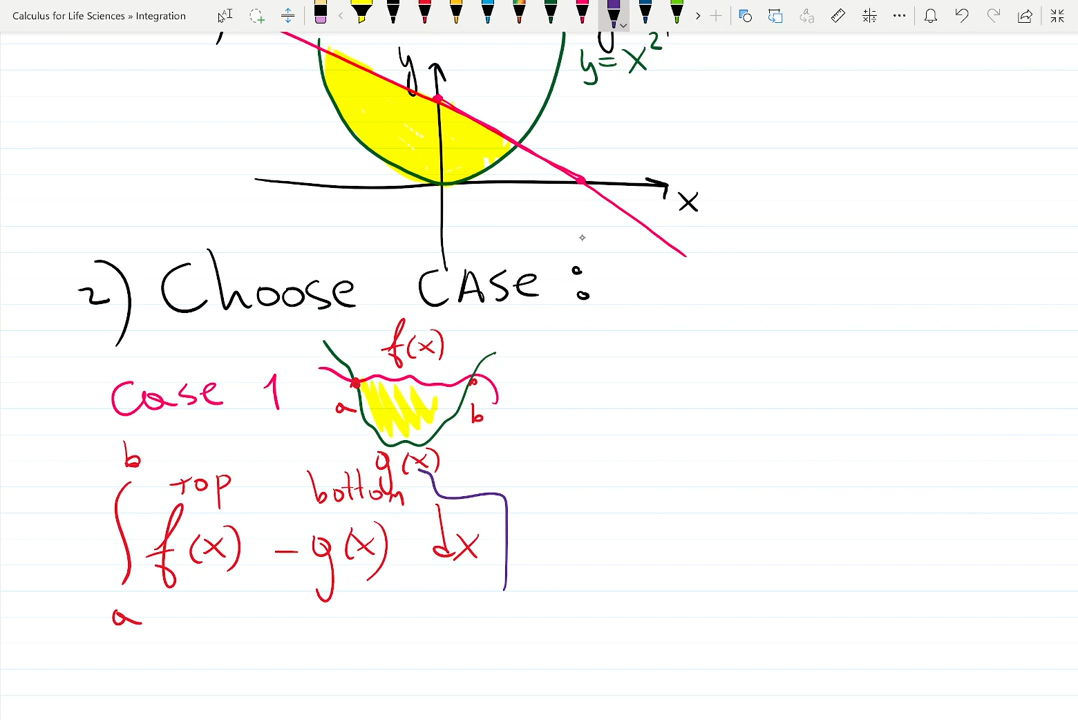 Calculus for Life Sciences » Integration
y
y = x²
x
2) Choose CASE :
f(x)
Case 1
a b
g(x)
b
top bottom
∫ f(x) - g(x) dx
a